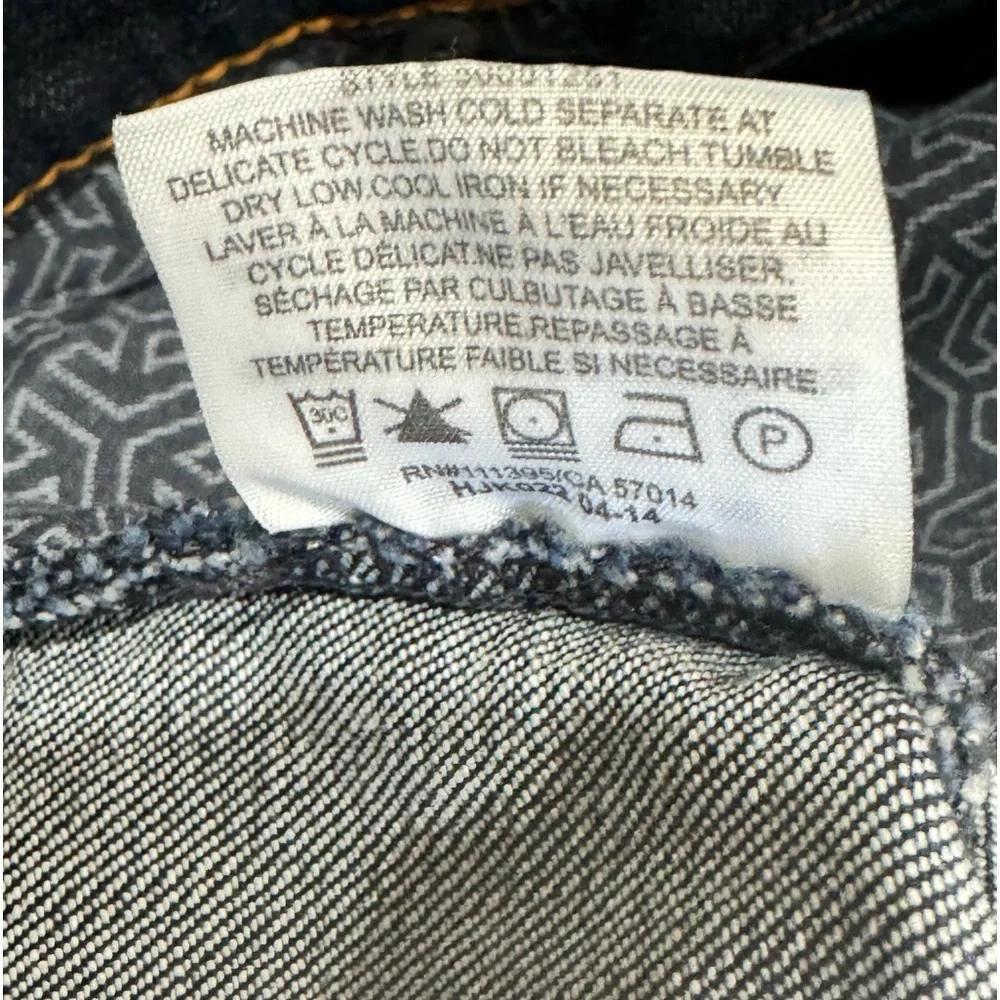 STYLE
MACHINE WASH COLD SEPARATE AT
DELICATE CYCLE.DO NOT BLEACH.TUMBLE
DRY LOW.COOL IRON IF NECESSARY
LAVER À LA MACHINE À L'EAU FROIDE AU
CYCLE DÉLICAT.NE PAS JAVELLISER.
SÉCHAGE PAR CULBUTAGE À BASSE
TEMPERATURE.REPASSAGE À
TEMPÉRATURE FAIBLE SI NECESSAIRE
30C P
RN#111395/CA 57014
04-14